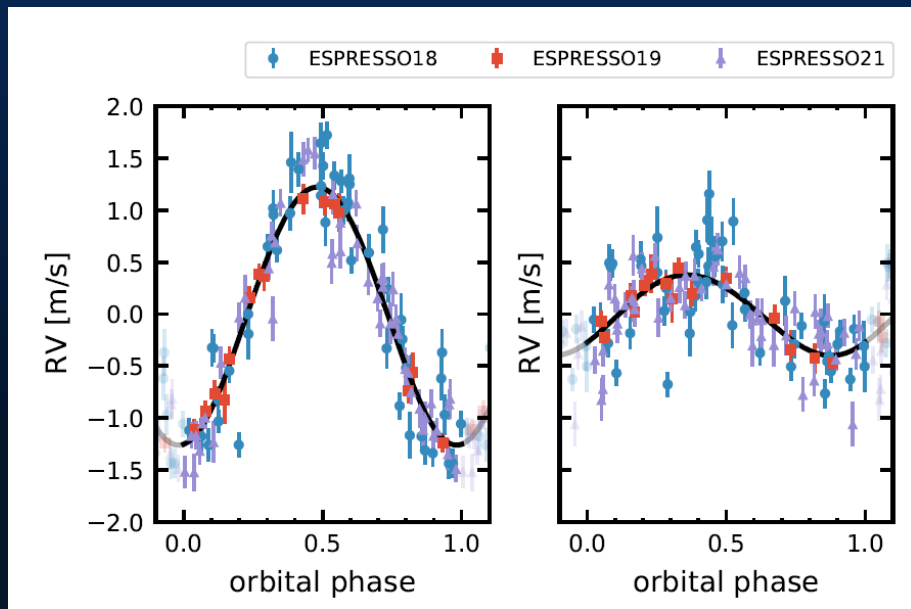 ESPRESSO18 ESPRESSO19 ESPRESSO21
RV [m/s]
2.0
1.5
1.0
0.5
0.0
−0.5
−1.0
−1.5
−2.0
0.0 0.5 1.0
orbital phase
RV [m/s]
0.0 0.5 1.0
orbital phase